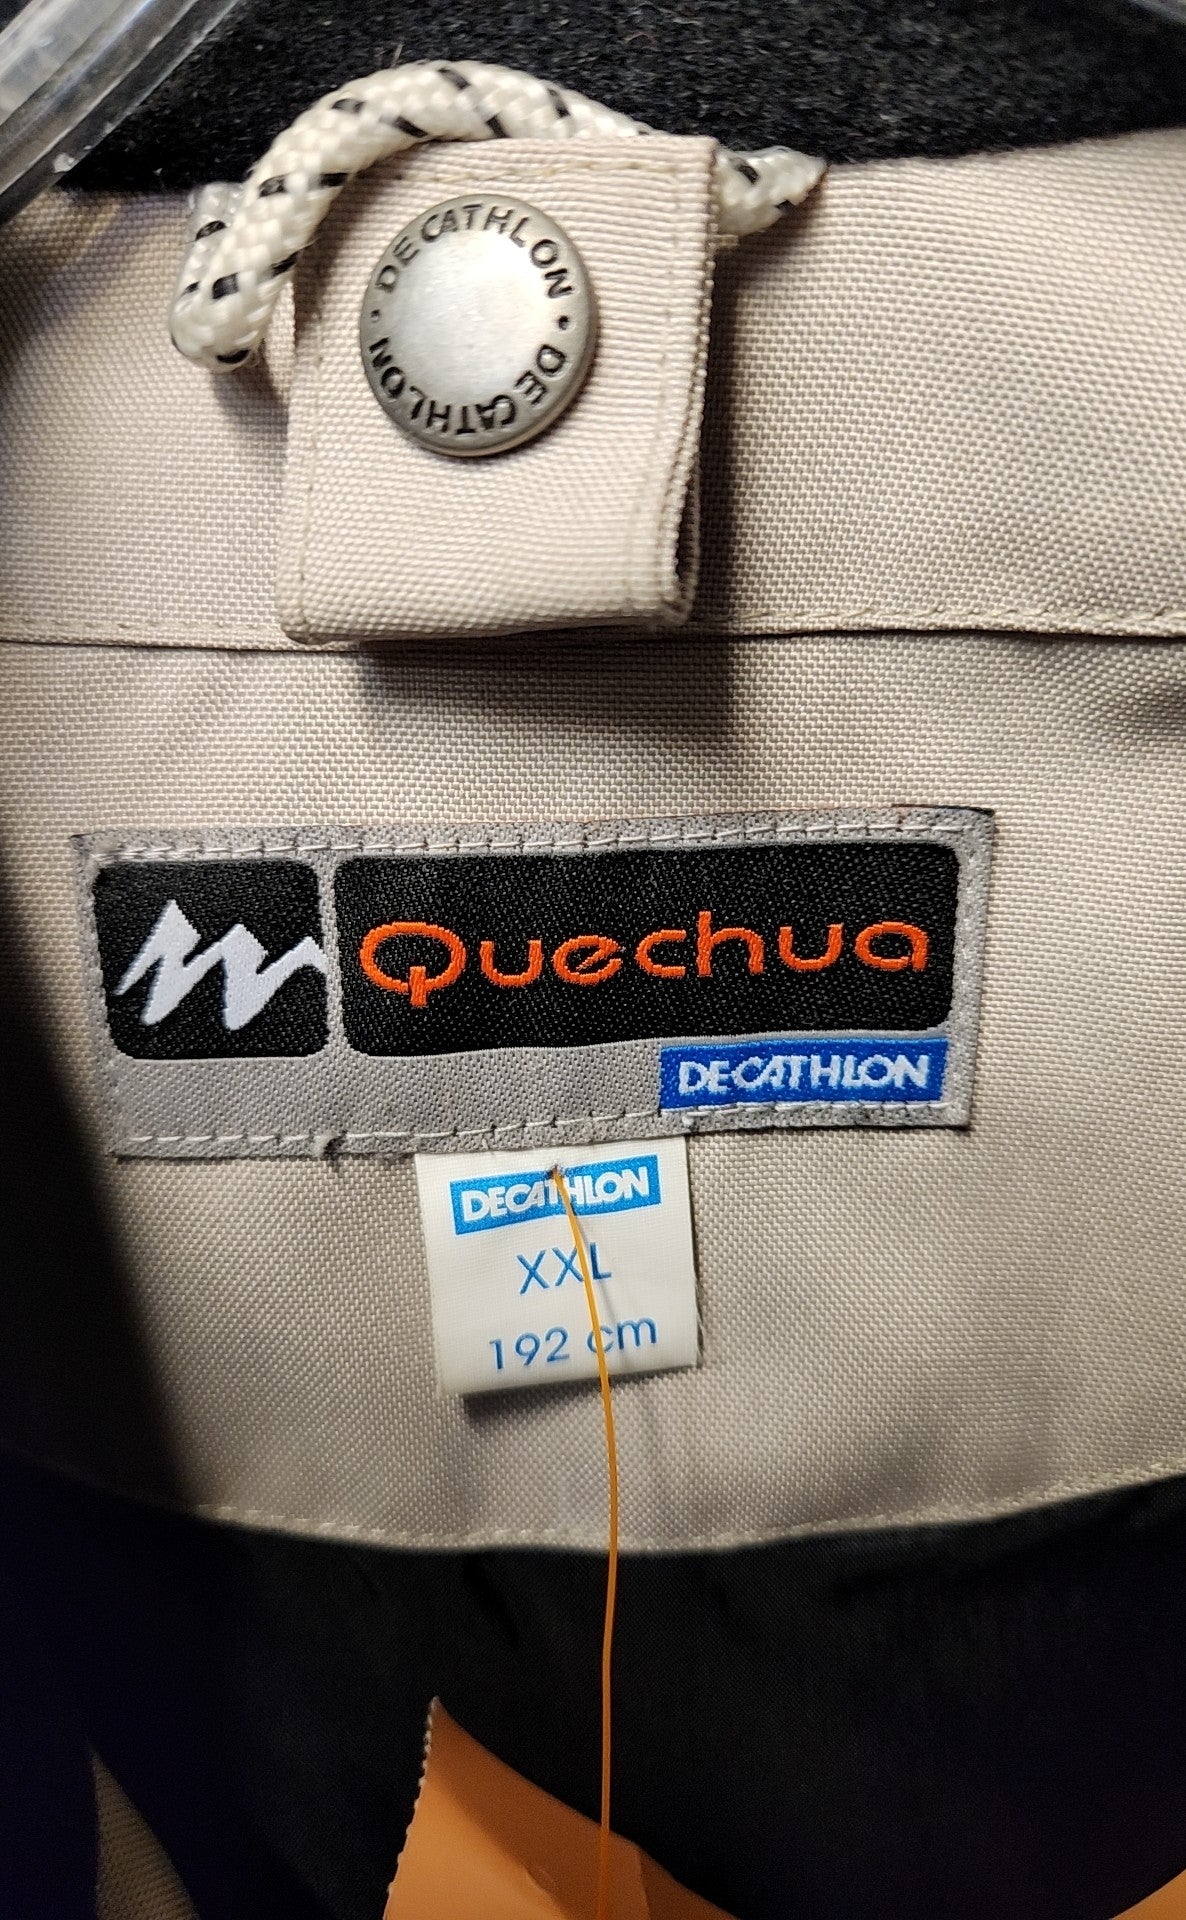 DECATHLON • DECATHLON •
Quechua
DECATHLON
DECATHLON
XXL
192 cm